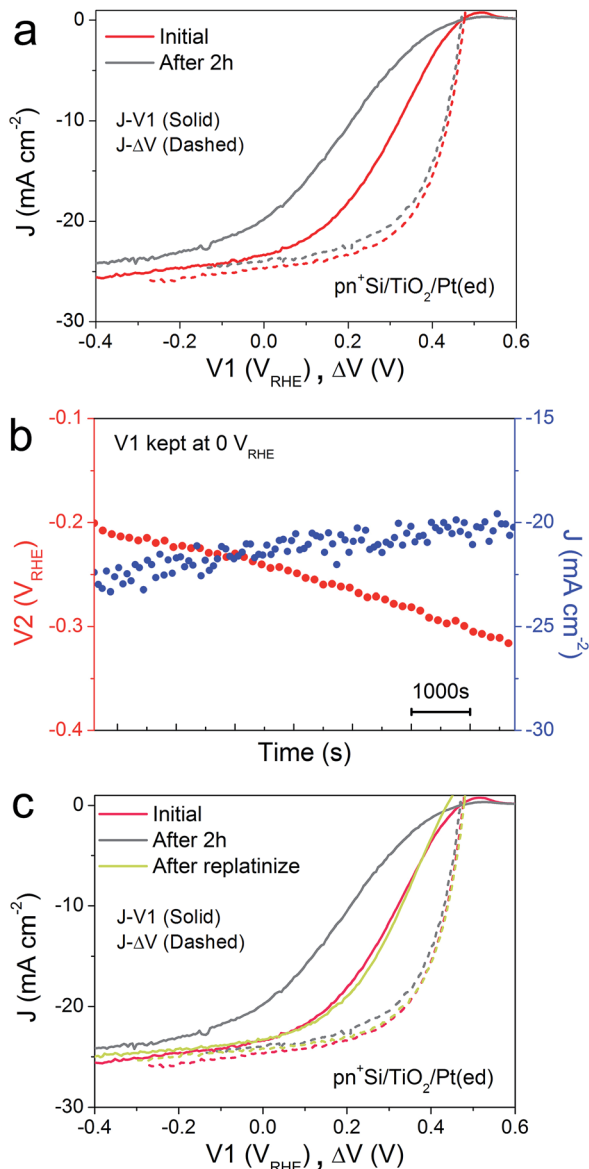 a
Initial
After 2h
J-V1 (Solid)
J-ΔV (Dashed)
pn⁺Si/TiO₂/Pt(ed)
J (mA cm⁻²)
0
-10
-20
-30
-0.4 -0.2 0.0 0.2 0.4 0.6
V1 (V_RHE) , ΔV (V)
b
V1 kept at 0 V_RHE
-0.1
-0.2
-0.3
-0.4
V2 (V_RHE)
-15
-20
-25
-30
J (mA cm⁻²)
1000s
Time (s)
c
Initial
After 2h
After replatinize
J-V1 (Solid)
J-ΔV (Dashed)
pn⁺Si/TiO₂/Pt(ed)
J (mA cm⁻²)
0
-10
-20
-30
-0.4 -0.2 0.0 0.2 0.4 0.6
V1 (V_RHE) , ΔV (V)